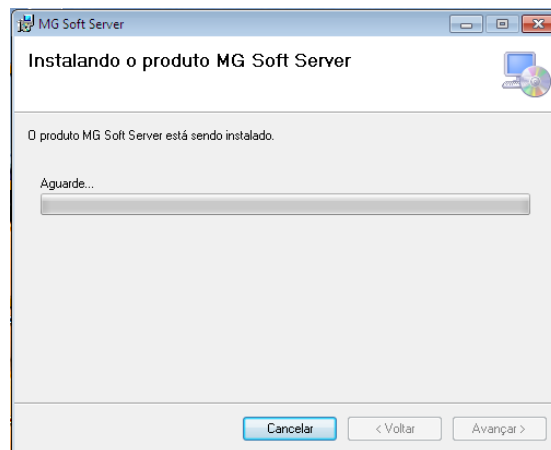 MG Soft Server
Instalando o produto MG Soft Server
O produto MG Soft Server está sendo instalado.
Aguarde...
Cancelar
< Voltar
Avançar >